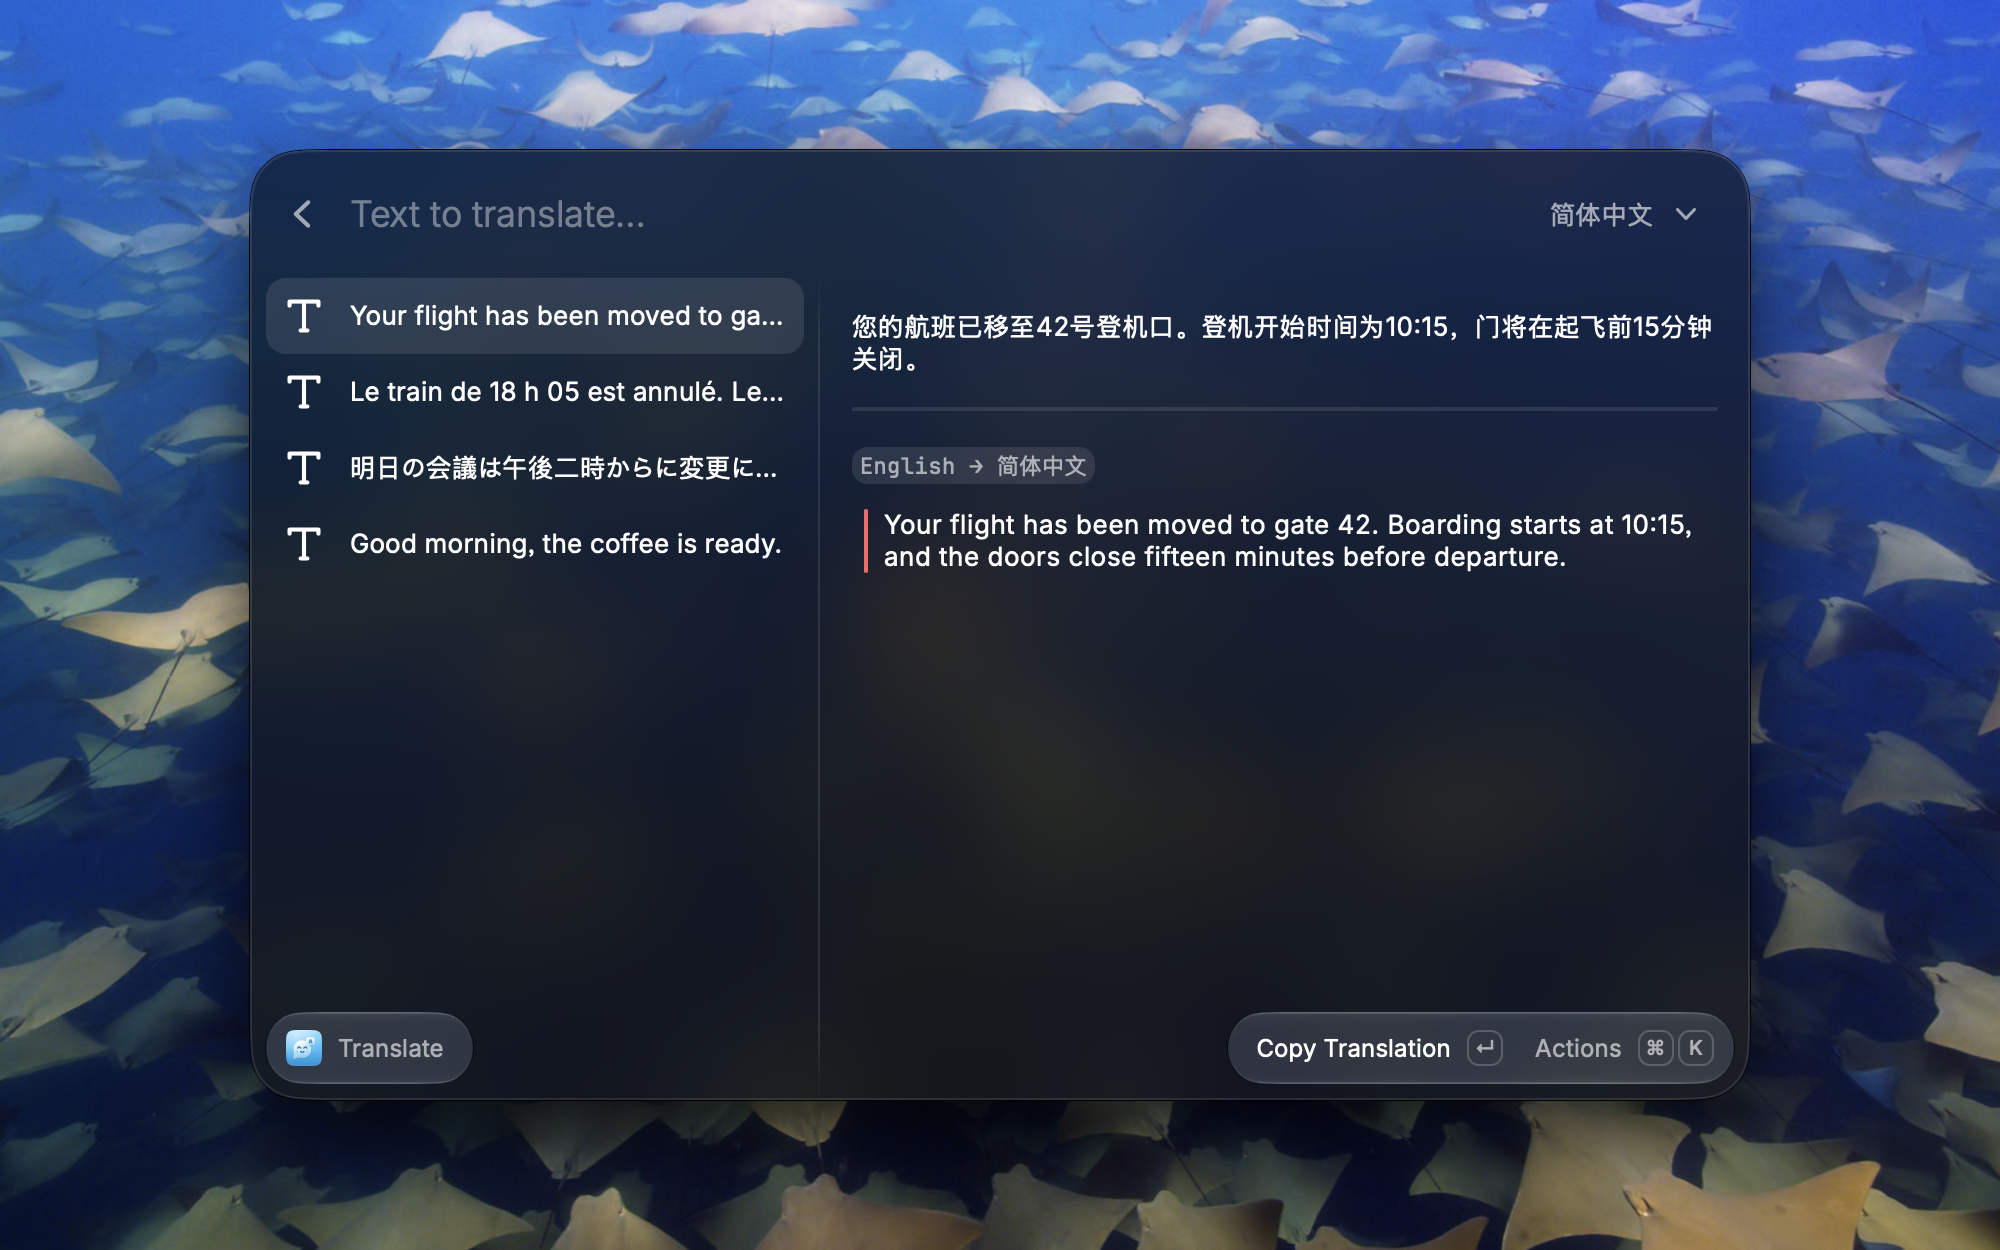 Text to translate...
简体中文
Your flight has been moved to ga...
Le train de 18 h 05 est annulé. Le...
明日の会議は午後二時からに変更に...
Good morning, the coffee is ready.
您的航班已移至42号登机口。登机开始时间为10:15，门将在起飞前15分钟
关闭。
English → 简体中文
Your flight has been moved to gate 42. Boarding starts at 10:15,
and the doors close fifteen minutes before departure.
Translate
Copy Translation ↵ Actions ⌘ K